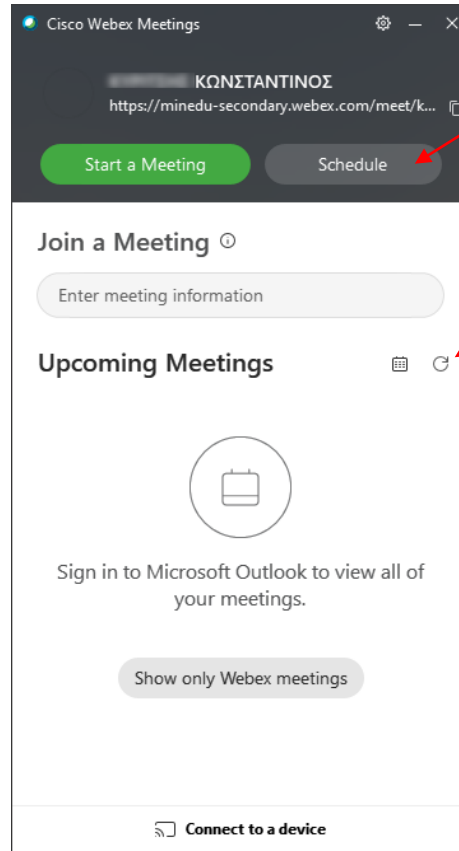 Cisco Webex Meetings
ΚΩΝΣΤΑΝΤΙΝΟΣ
https://minedu-secondary.webex.com/meet/k...
Start a Meeting
Schedule
Join a Meeting
Enter meeting information
Upcoming Meetings
Sign in to Microsoft Outlook to view all of
your meetings.
Show only Webex meetings
Connect to a device